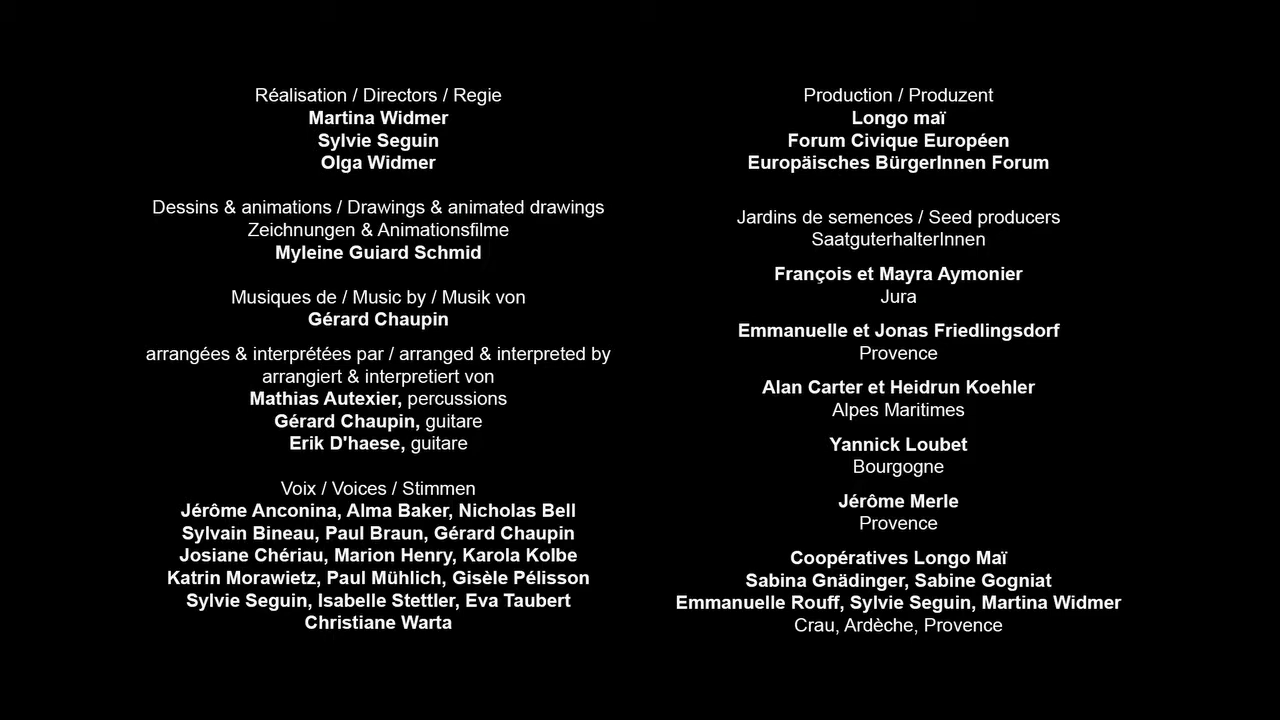 Réalisation / Directors / Regie
Martina Widmer
Sylvie Seguin
Olga Widmer
Dessins & animations / Drawings & animated drawings
Zeichnungen & Animationsfilme
Myleine Guiard Schmid
Musiques de / Music by / Musik von
Gérard Chaupin
arrangées & interprétées par / arranged & interpreted by
arrangiert & interpretiert von
Mathias Autexier, percussions
Gérard Chaupin, guitare
Erik D'haese, guitare
Voix / Voices / Stimmen
Jérôme Anconina, Alma Baker, Nicholas Bell
Sylvain Bineau, Paul Braun, Gérard Chaupin
Josiane Chériau, Marion Henry, Karola Kolbe
Katrin Morawietz, Paul Mühlich, Gisèle Pélisson
Sylvie Seguin, Isabelle Stettler, Eva Taubert
Christiane Warta
Production / Produzent
Longo maï
Forum Civique Européen
Europäisches BürgerInnen Forum
Jardins de semences / Seed producers
SaatguterhalterInnen
François et Mayra Aymonier
Jura
Emmanuelle et Jonas Friedlingsdorf
Provence
Alan Carter et Heidrun Koehler
Alpes Maritimes
Yannick Loubet
Bourgogne
Jérôme Merle
Provence
Coopératives Longo Maï
Sabina Gnädinger, Sabine Gogniat
Emmanuelle Rouff, Sylvie Seguin, Martina Widmer
Crau, Ardèche, Provence